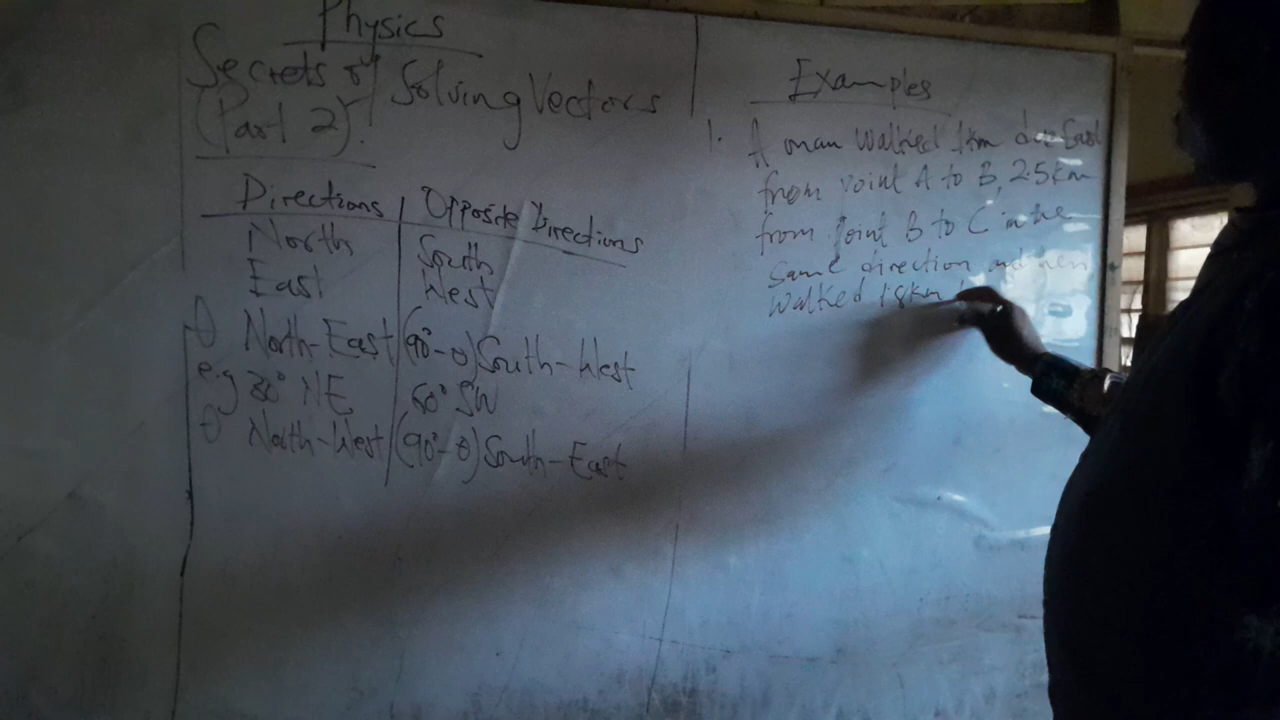 Physics
Secrets of Solving Vectors
(Part 2).
Directions | Opposite Directions
North | South
East | West
θ North-East | (90°-θ) South-West
e.g 30° NE | 60° SW
θ North-West | (90°-θ) South-East
Examples
1. A man walked 1km due East
from point A to B, 2.5km
from point B to C in the
same direction and then
walked 1.8km